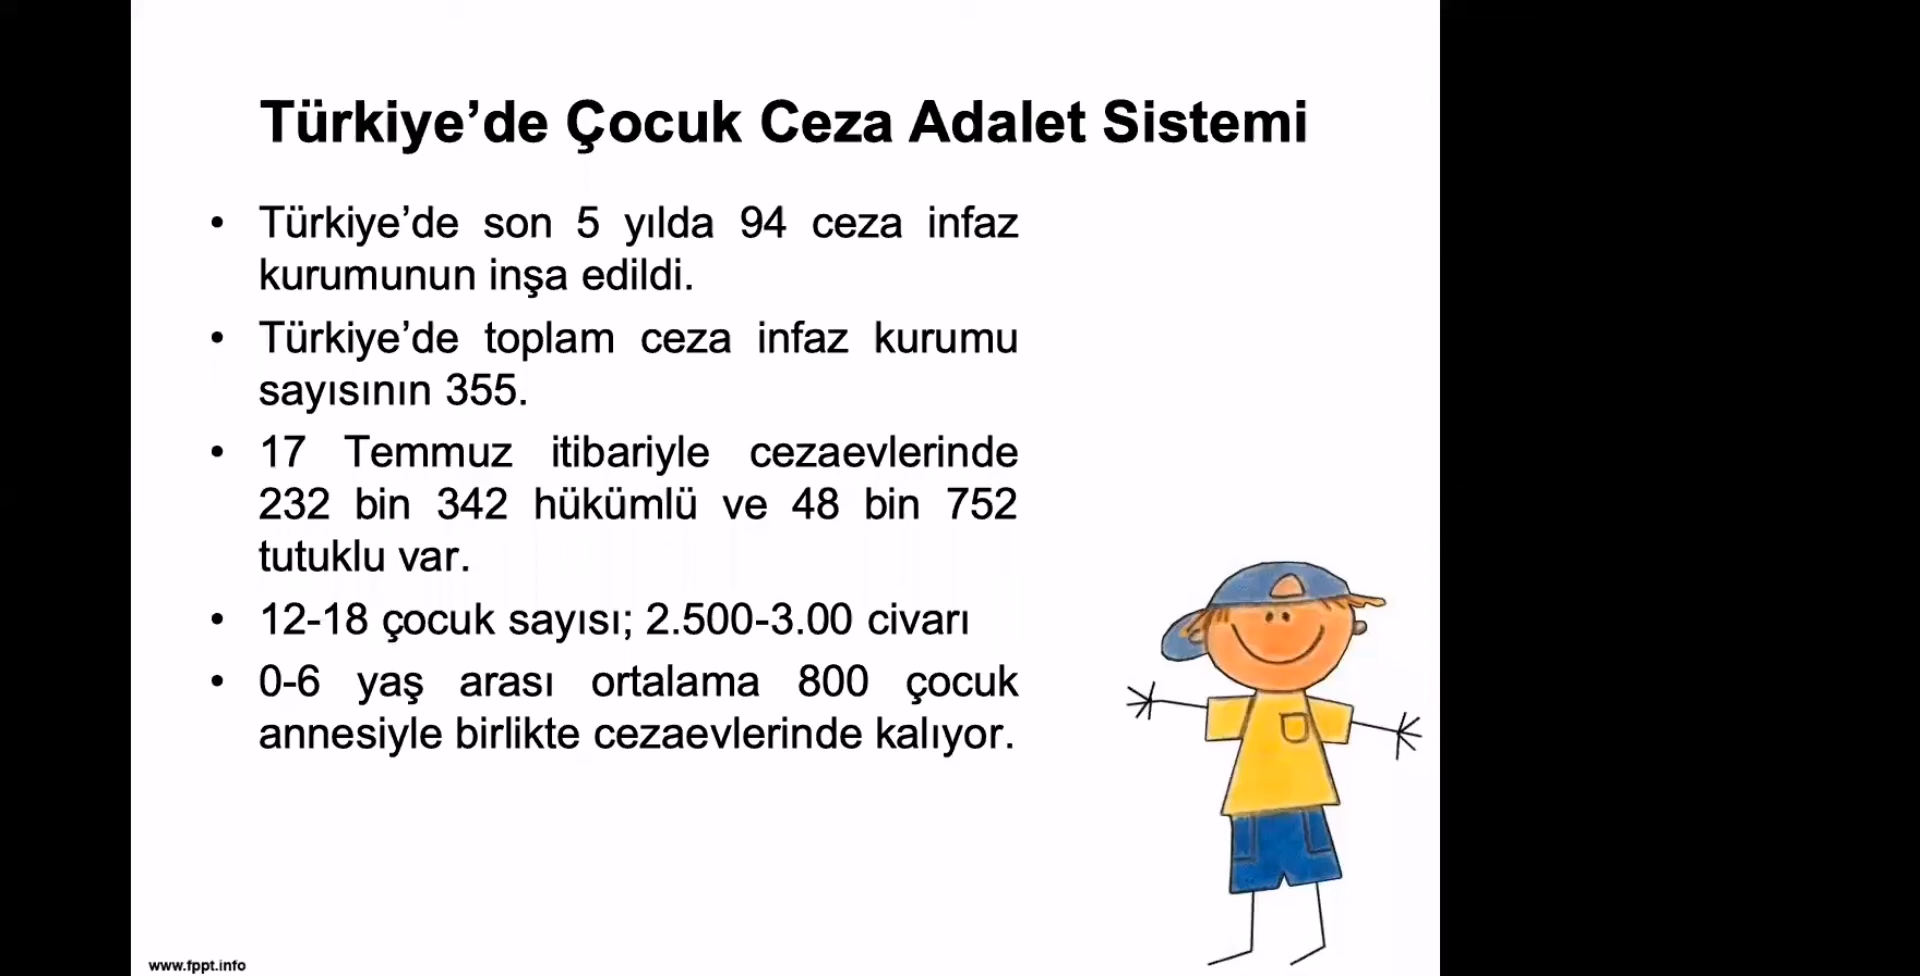 Türkiye’de Çocuk Ceza Adalet Sistemi
• Türkiye’de son 5 yılda 94 ceza infaz
kurumunun inşa edildi.
• Türkiye’de toplam ceza infaz kurumu
sayısının 355.
• 17 Temmuz itibariyle cezaevlerinde
232 bin 342 hükümlü ve 48 bin 752
tutuklu var.
• 12-18 çocuk sayısı; 2.500-3.00 civarı
• 0-6 yaş arası ortalama 800 çocuk
annesiyle birlikte cezaevlerinde kalıyor.
www.fppt.info